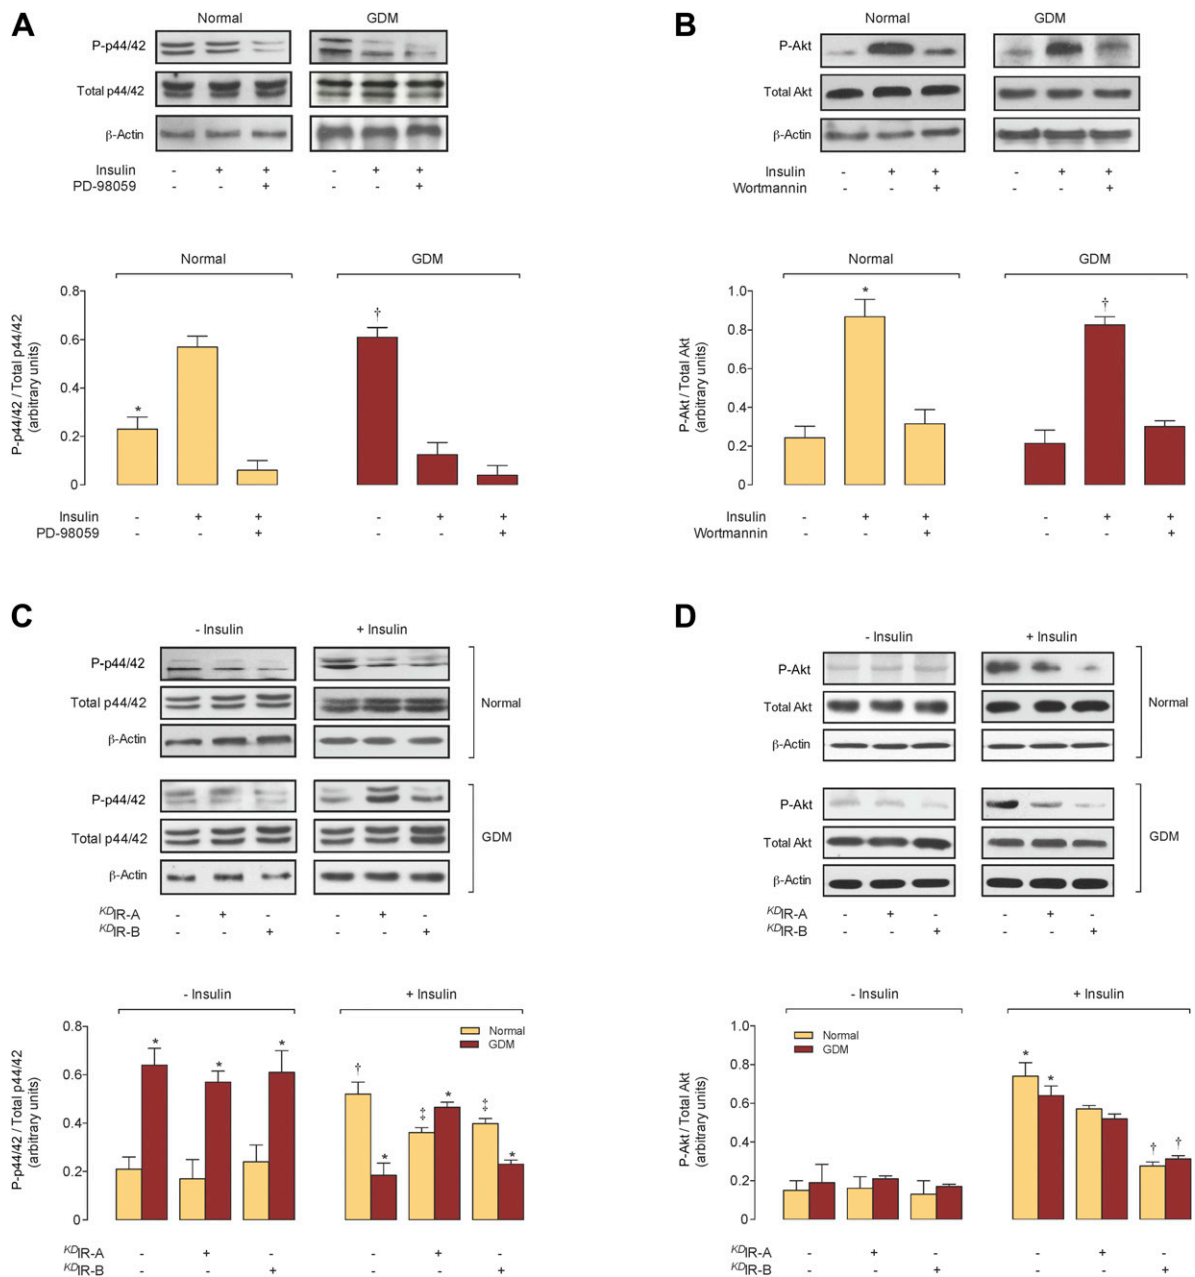 A
Normal GDM
P-p44/42
Total p44/42
β-Actin
Insulin - + + - + +
PD-98059 - - + - - +
Normal GDM
P-p44/42 / Total p44/42
(arbitrary units)
0.8
0.6
0.4
0.2
0
* †
Insulin - + + - + +
PD-98059 - - + - - +
B
Normal GDM
P-Akt
Total Akt
β-Actin
Insulin - + + - + +
Wortmannin - - + - - +
Normal GDM
P-Akt / Total Akt
(arbitrary units)
1.0
0.8
0.6
0.4
0.2
0
* †
Insulin - + + - + +
Wortmannin - - + - - +
C
- Insulin + Insulin
P-p44/42
Total p44/42
β-Actin
Normal
P-p44/42
Total p44/42
β-Actin
GDM
KDIR-A - + - - + -
KDIR-B - - + - - +
- Insulin + Insulin
Normal
GDM
P-p44/42 / Total p44/42
(arbitrary units)
0.8
0.6
0.4
0.2
0
* * * † * ‡ * ‡ *
KDIR-A - + - - + -
KDIR-B - - + - - +
D
- Insulin + Insulin
P-Akt
Total Akt
β-Actin
Normal
P-Akt
Total Akt
β-Actin
GDM
KDIR-A - + - - + -
KDIR-B - - + - - +
- Insulin + Insulin
Normal
GDM
P-Akt / Total Akt
(arbitrary units)
1.0
0.8
0.6
0.4
0.2
0
* * † †
KDIR-A - + - - + -
KDIR-B - - + - - +